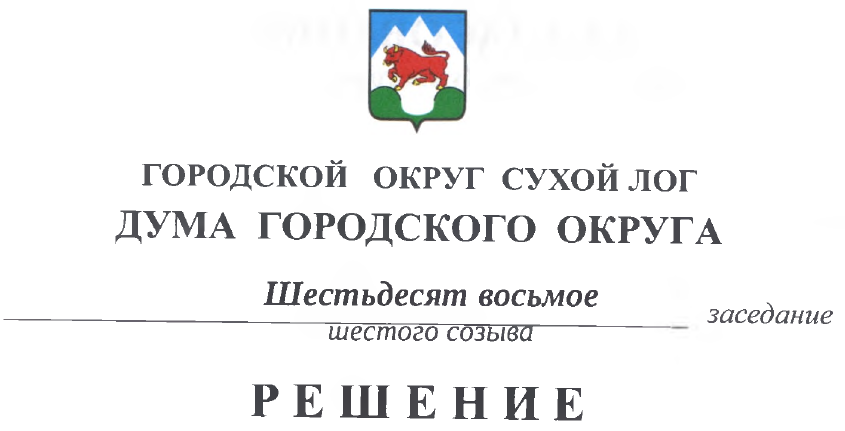 ГОРОДСКОЙ ОКРУГ СУХОЙ ЛОГ
ДУМА ГОРОДСКОГО ОКРУГА
Шестьдесят восьмое заседание
шестого созыва
РЕШЕНИЕ